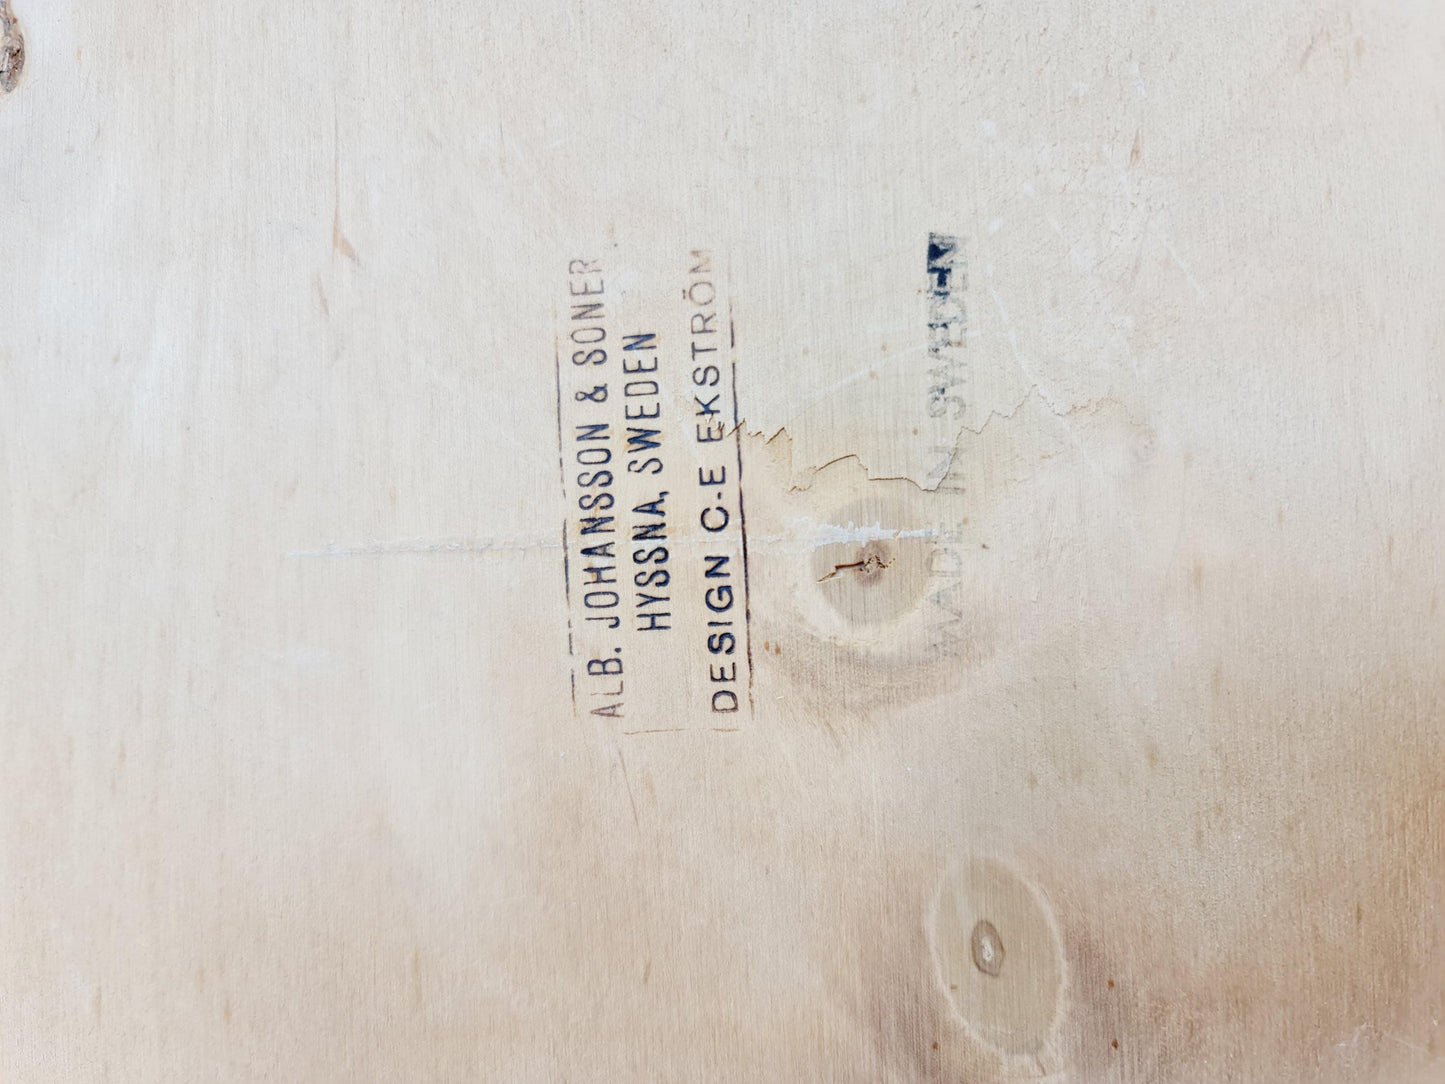 ALB. JOHANSSON & SONER
HYSSNA, SWEDEN
DESIGN C-E EKSTRÖM
MADE IN SWEDEN